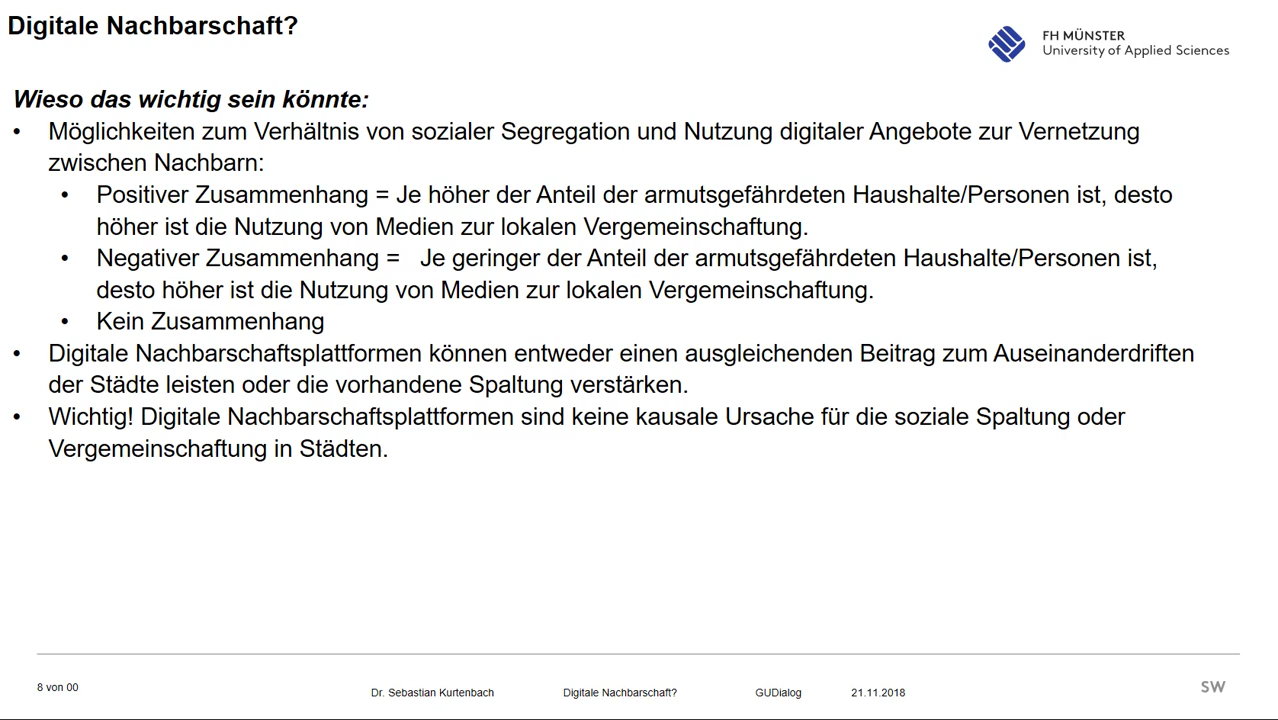 Digitale Nachbarschaft?
FH MÜNSTER
University of Applied Sciences
Wieso das wichtig sein könnte:
• Möglichkeiten zum Verhältnis von sozialer Segregation und Nutzung digitaler Angebote zur Vernetzung
zwischen Nachbarn:
• Positiver Zusammenhang = Je höher der Anteil der armutsgefährdeten Haushalte/Personen ist, desto
höher ist die Nutzung von Medien zur lokalen Vergemeinschaftung.
• Negativer Zusammenhang = Je geringer der Anteil der armutsgefährdeten Haushalte/Personen ist,
desto höher ist die Nutzung von Medien zur lokalen Vergemeinschaftung.
• Kein Zusammenhang
• Digitale Nachbarschaftsplattformen können entweder einen ausgleichenden Beitrag zum Auseinanderdriften
der Städte leisten oder die vorhandene Spaltung verstärken.
• Wichtig! Digitale Nachbarschaftsplattformen sind keine kausale Ursache für die soziale Spaltung oder
Vergemeinschaftung in Städten.
8 von 00
Dr. Sebastian Kurtenbach Digitale Nachbarschaft? GUDialog 21.11.2018
SW